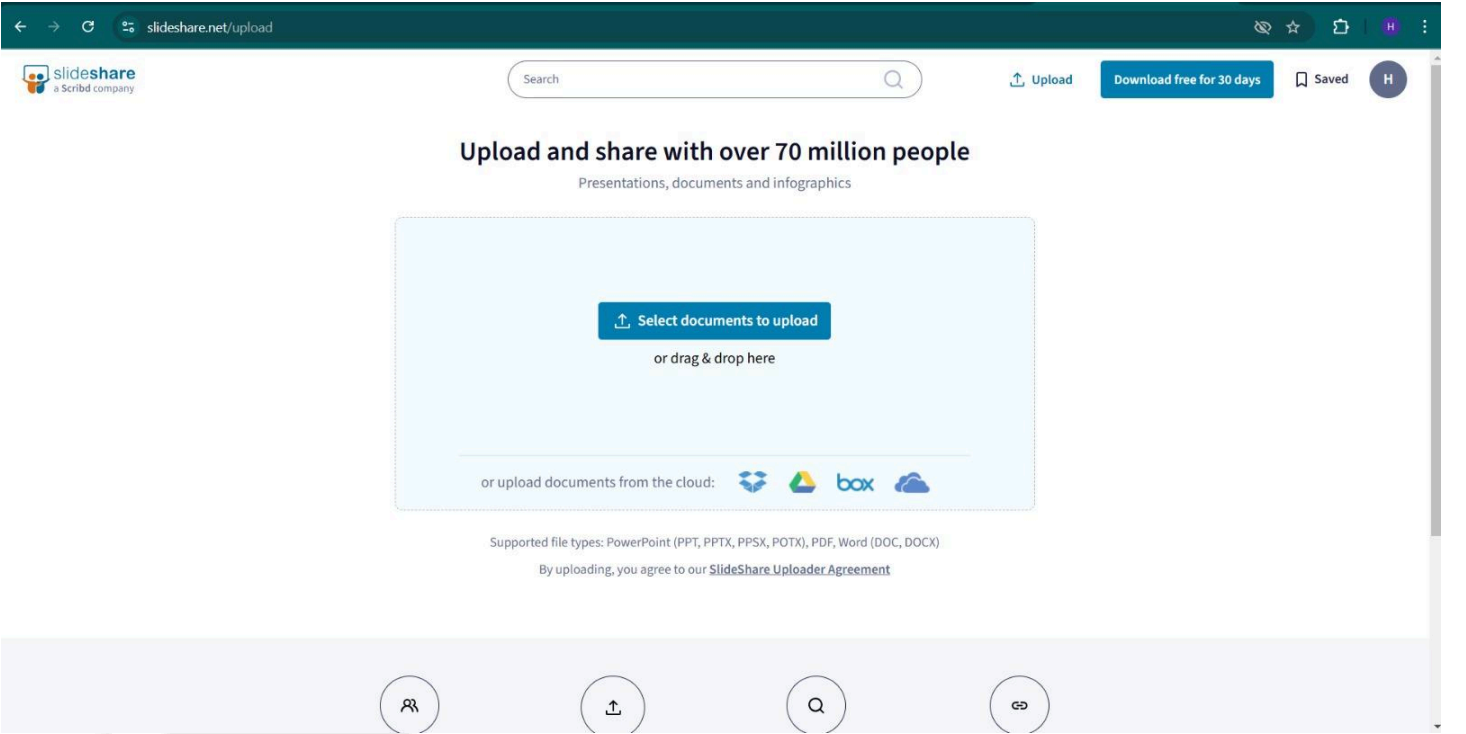 slideshare.net/upload
H
slideshare
a Scribd company
Search
Upload
Download free for 30 days
Saved
H
Upload and share with over 70 million people
Presentations, documents and infographics
Select documents to upload
or drag & drop here
or upload documents from the cloud:
box
Supported file types: PowerPoint (PPT, PPTX, PPSX, POTX), PDF, Word (DOC, DOCX)
By uploading, you agree to our SlideShare Uploader Agreement